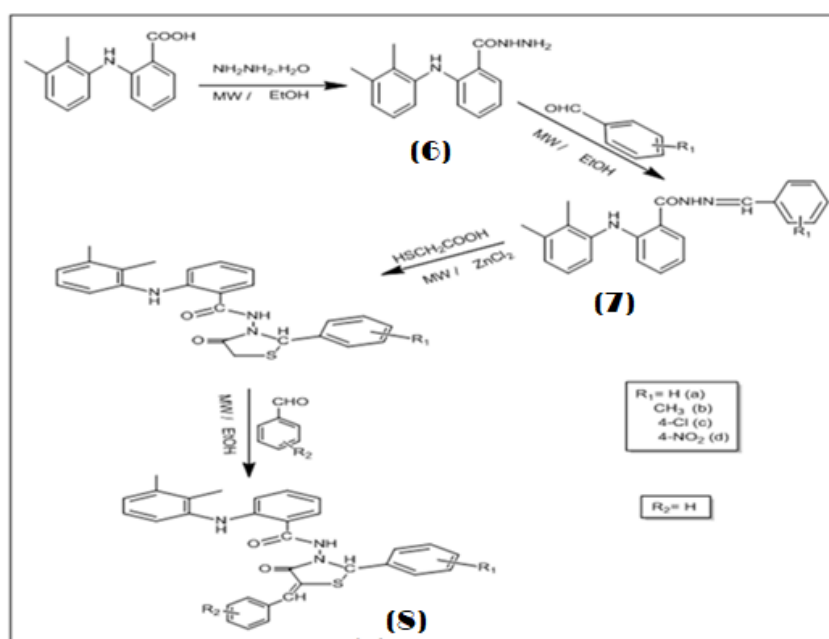 H
N
COOH
NH₂NH₂.H₂O
MW / EtOH
H
N
CONHNH₂
(6)
OHC
R₁
MW / EtOH
H
N
CONHN=C
H
R₁
(7)
HSCH₂COOH
MW / ZnCl₂
N
H
O
C
NH
N
H
C
O
S
R₁
MW / EtOH
CHO
R₂
R₁= H (a)
CH₃ (b)
4-Cl (c)
4-NO₂ (d)
R₂= H
N
H
O
C
NH
N
H
C
O
S
R₁
R₂
CH
(8)